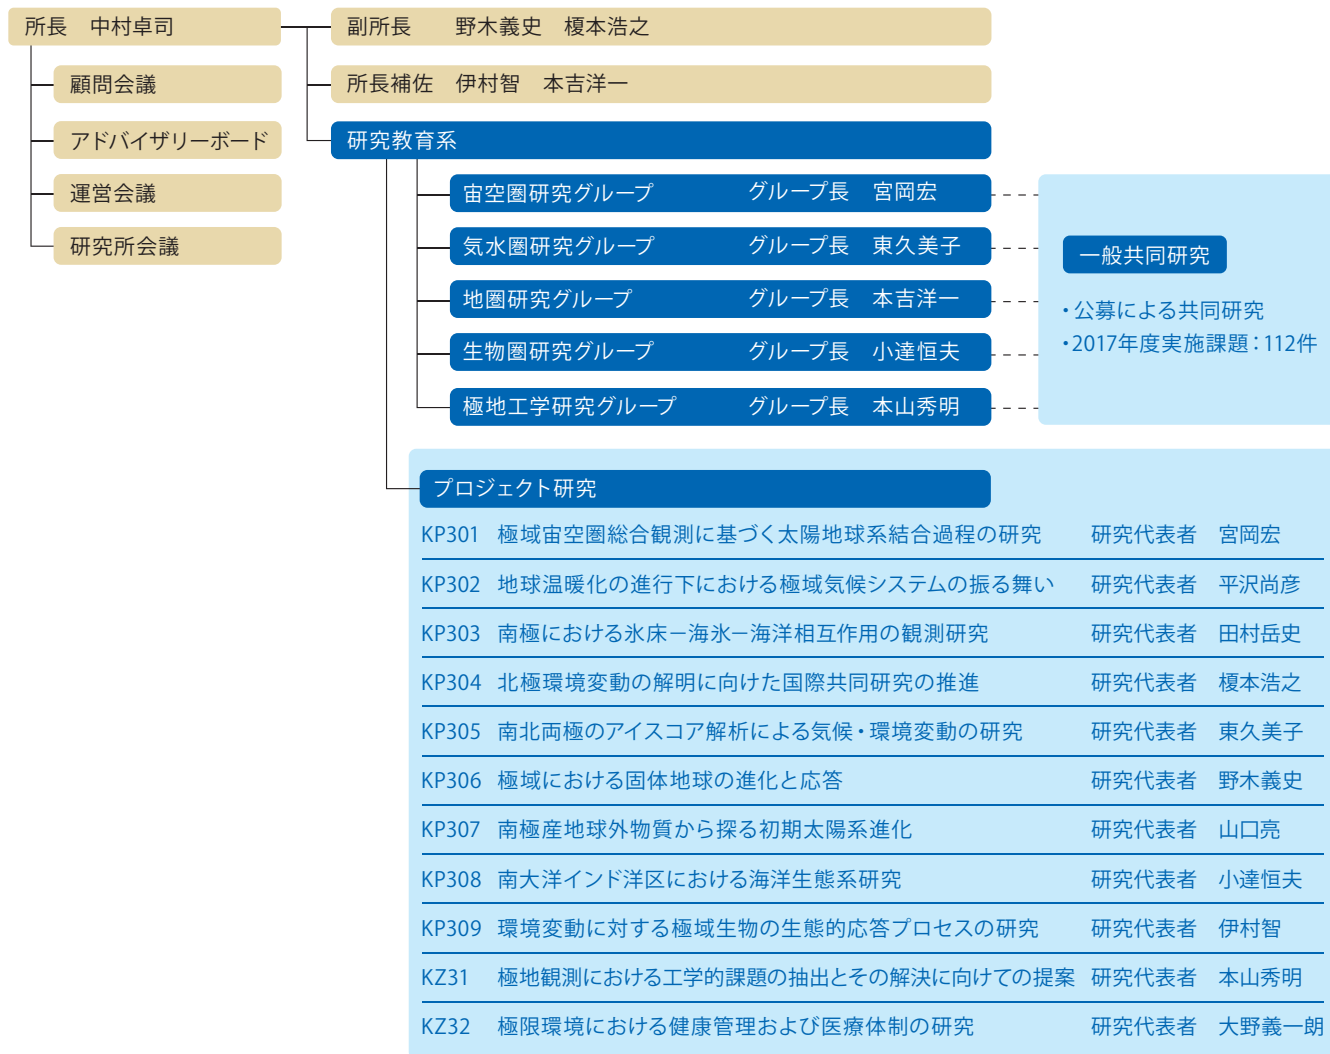 所長 中村卓司
副所長 野木義史 榎本浩之
顧問会議
所長補佐 伊村智 本吉洋一
アドバイザリーボード
研究教育系
運営会議
研究所会議
宙空圏研究グループ グループ長 宮岡宏
気水圏研究グループ グループ長 東久美子
地圏研究グループ グループ長 本吉洋一
生物圏研究グループ グループ長 小達恒夫
極地工学研究グループ グループ長 本山秀明
一般共同研究
・公募による共同研究
・2017年度実施課題：112件
プロジェクト研究
KP301 極域宙空圏総合観測に基づく太陽地球系結合過程の研究 研究代表者 宮岡宏
KP302 地球温暖化の進行下における極域気候システムの振る舞い 研究代表者 平沢尚彦
KP303 南極における氷床－海氷－海洋相互作用の観測研究 研究代表者 田村岳史
KP304 北極環境変動の解明に向けた国際共同研究の推進 研究代表者 榎本浩之
KP305 南北両極のアイスコア解析による気候・環境変動の研究 研究代表者 東久美子
KP306 極域における固体地球の進化と応答 研究代表者 野木義史
KP307 南極産地球外物質から探る初期太陽系進化 研究代表者 山口亮
KP308 南大洋インド洋区における海洋生態系研究 研究代表者 小達恒夫
KP309 環境変動に対する極域生物の生態的応答プロセスの研究 研究代表者 伊村智
KZ31 極地観測における工学的課題の抽出とその解決に向けての提案 研究代表者 本山秀明
KZ32 極限環境における健康管理および医療体制の研究 研究代表者 大野義一朗